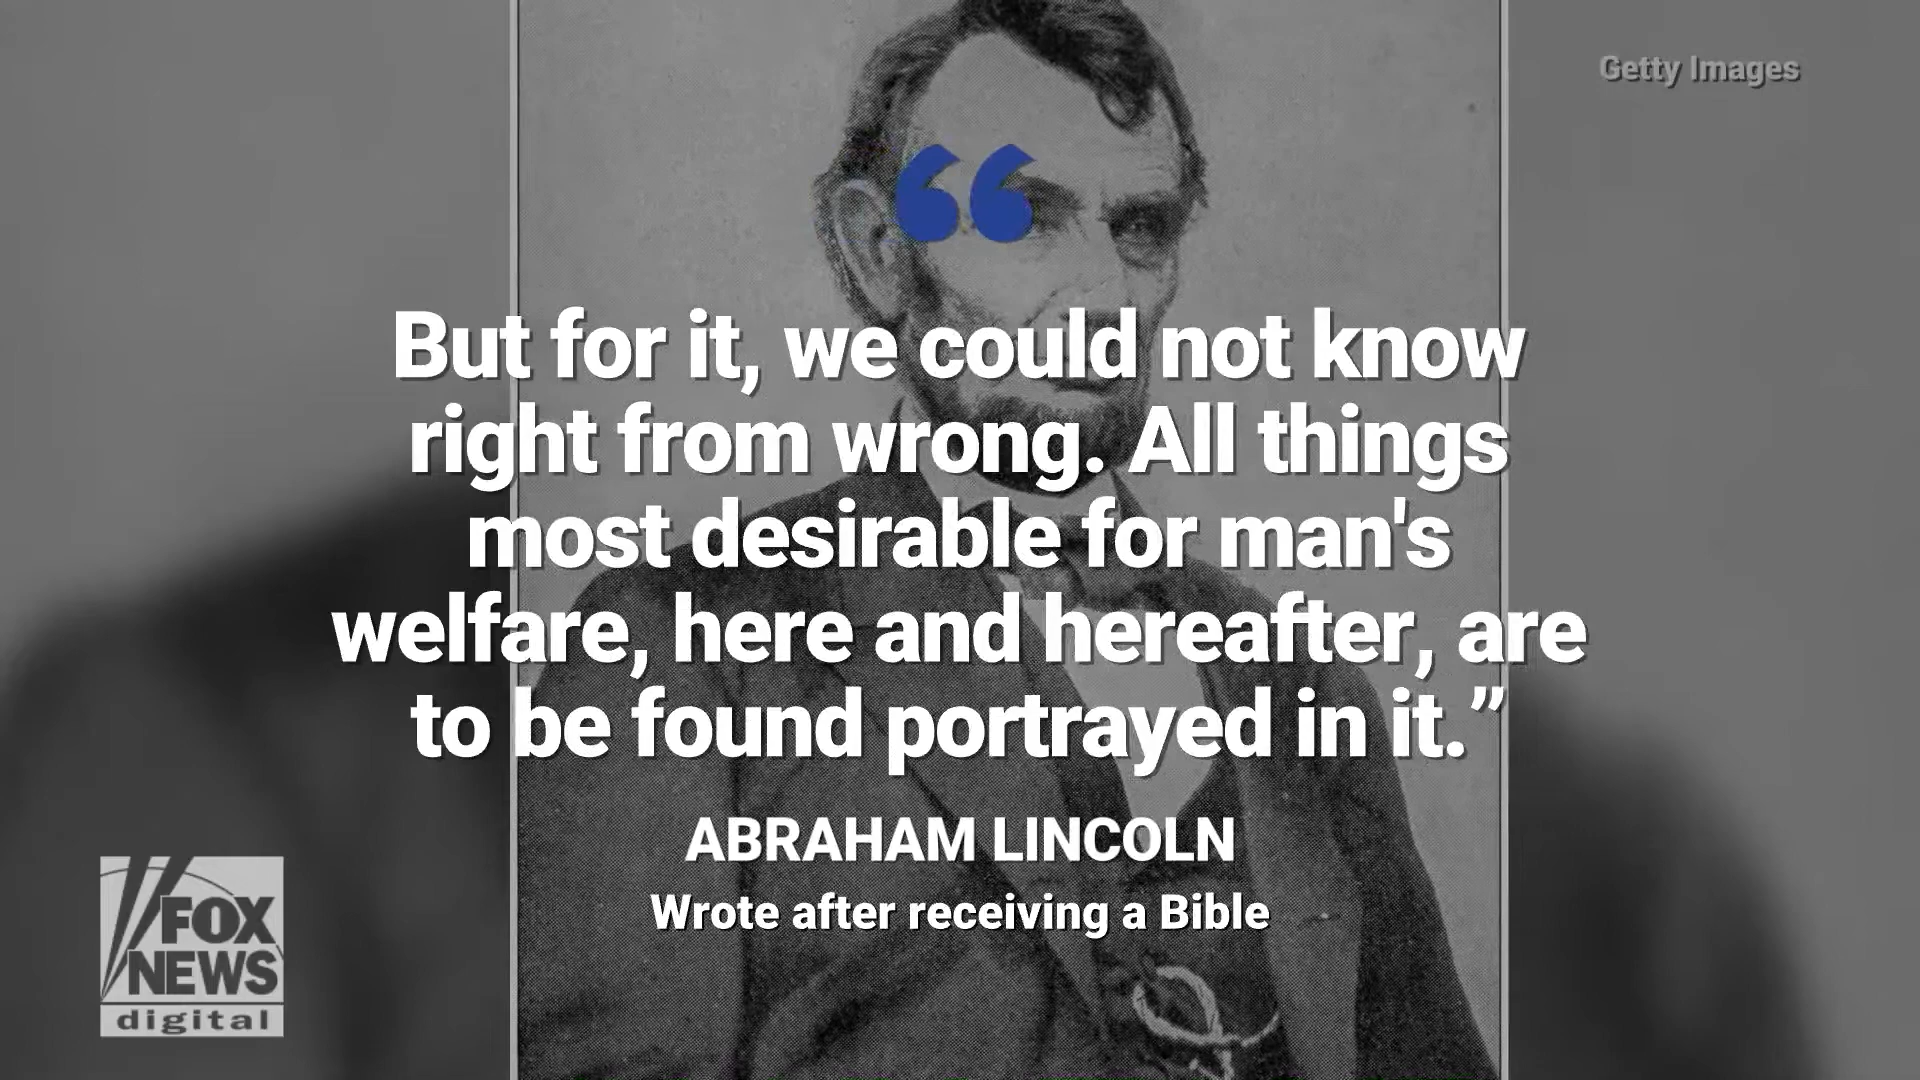 Getty Images
“
But for it, we could not know
right from wrong. All things
most desirable for man's
welfare, here and hereafter, are
to be found portrayed in it.”
ABRAHAM LINCOLN
Wrote after receiving a Bible
FOX
NEWS
digital